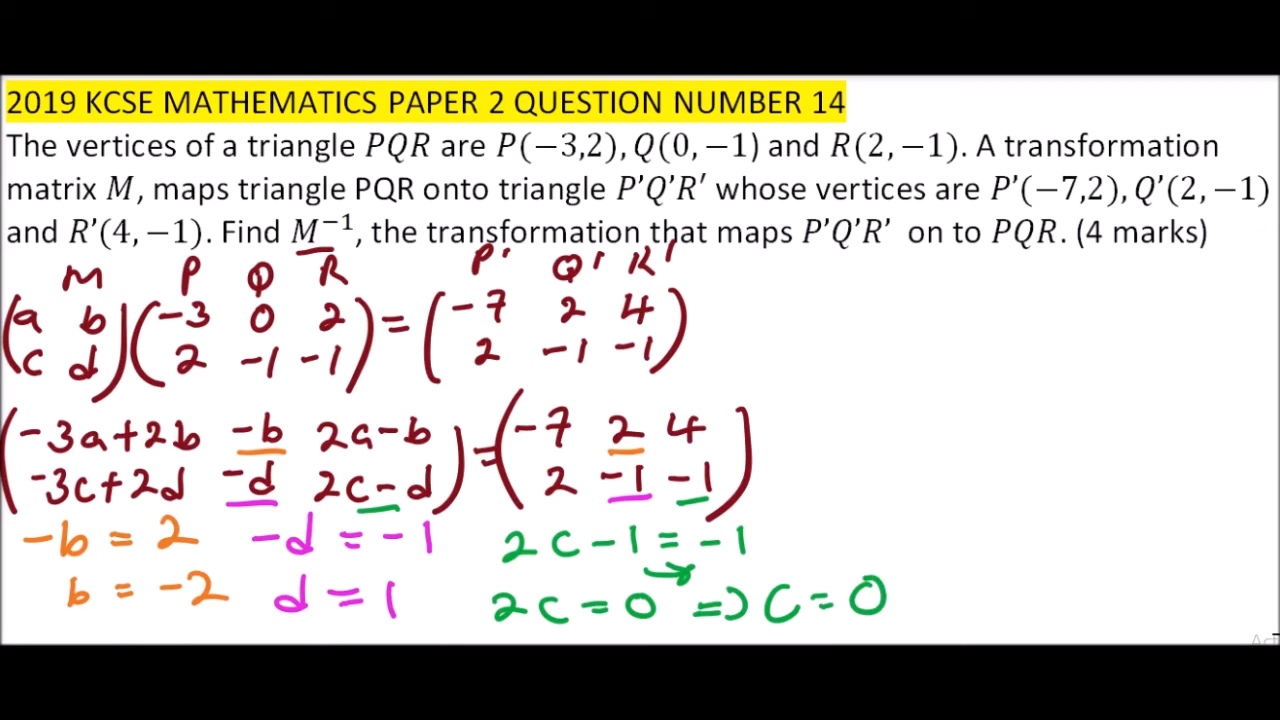 2019 KCSE MATHEMATICS PAPER 2 QUESTION NUMBER 14
The vertices of a triangle PQR are P(−3,2), Q(0, −1) and R(2, −1). A transformation
matrix M, maps triangle PQR onto triangle P’Q’R′ whose vertices are P’(−7,2), Q’(2, −1)
and R’(4, −1). Find M⁻¹, the transformation that maps P’Q’R’ on to PQR. (4 marks)
M P Q R P' Q' R'
(a b) (-3 0 2) = (-7 2 4)
(c d) (2 -1 -1) (2 -1 -1)
(-3a+2b -b 2a-b) = (-7 2 4)
(-3c+2d -d 2c-d) (2 -1 -1)
-b = 2 -d = -1 2c-1 = -1
b = -2 d = 1 2c = 0 => c = 0